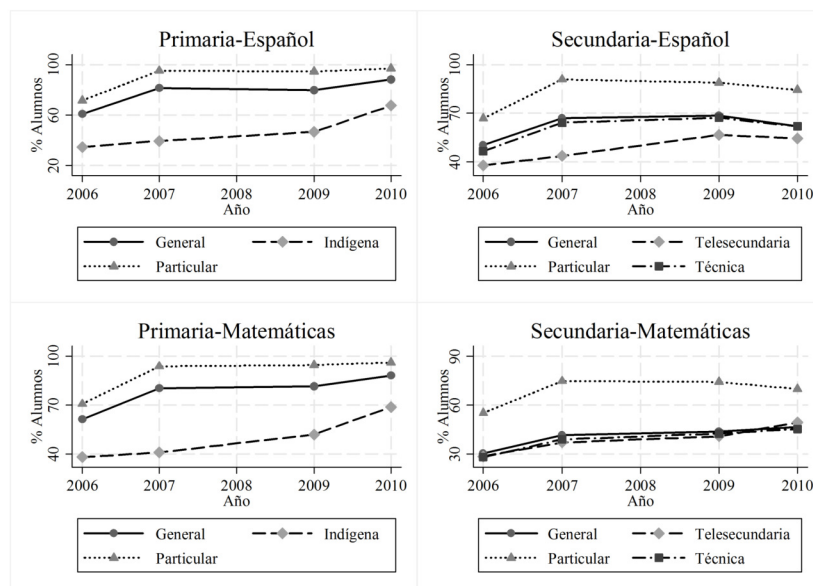 Primaria-Español
% Alumnos
100
60
20
2006 2007 2008 2009 2010
Año
General Indígena
Particular
Secundaria-Español
% Alumnos
100
70
40
2006 2007 2008 2009 2010
Año
General Telesecundaria
Particular Técnica
Primaria-Matemáticas
% Alumnos
100
70
40
2006 2007 2008 2009 2010
Año
General Indígena
Particular
Secundaria-Matemáticas
% Alumnos
90
60
30
2006 2007 2008 2009 2010
Año
General Telesecundaria
Particular Técnica